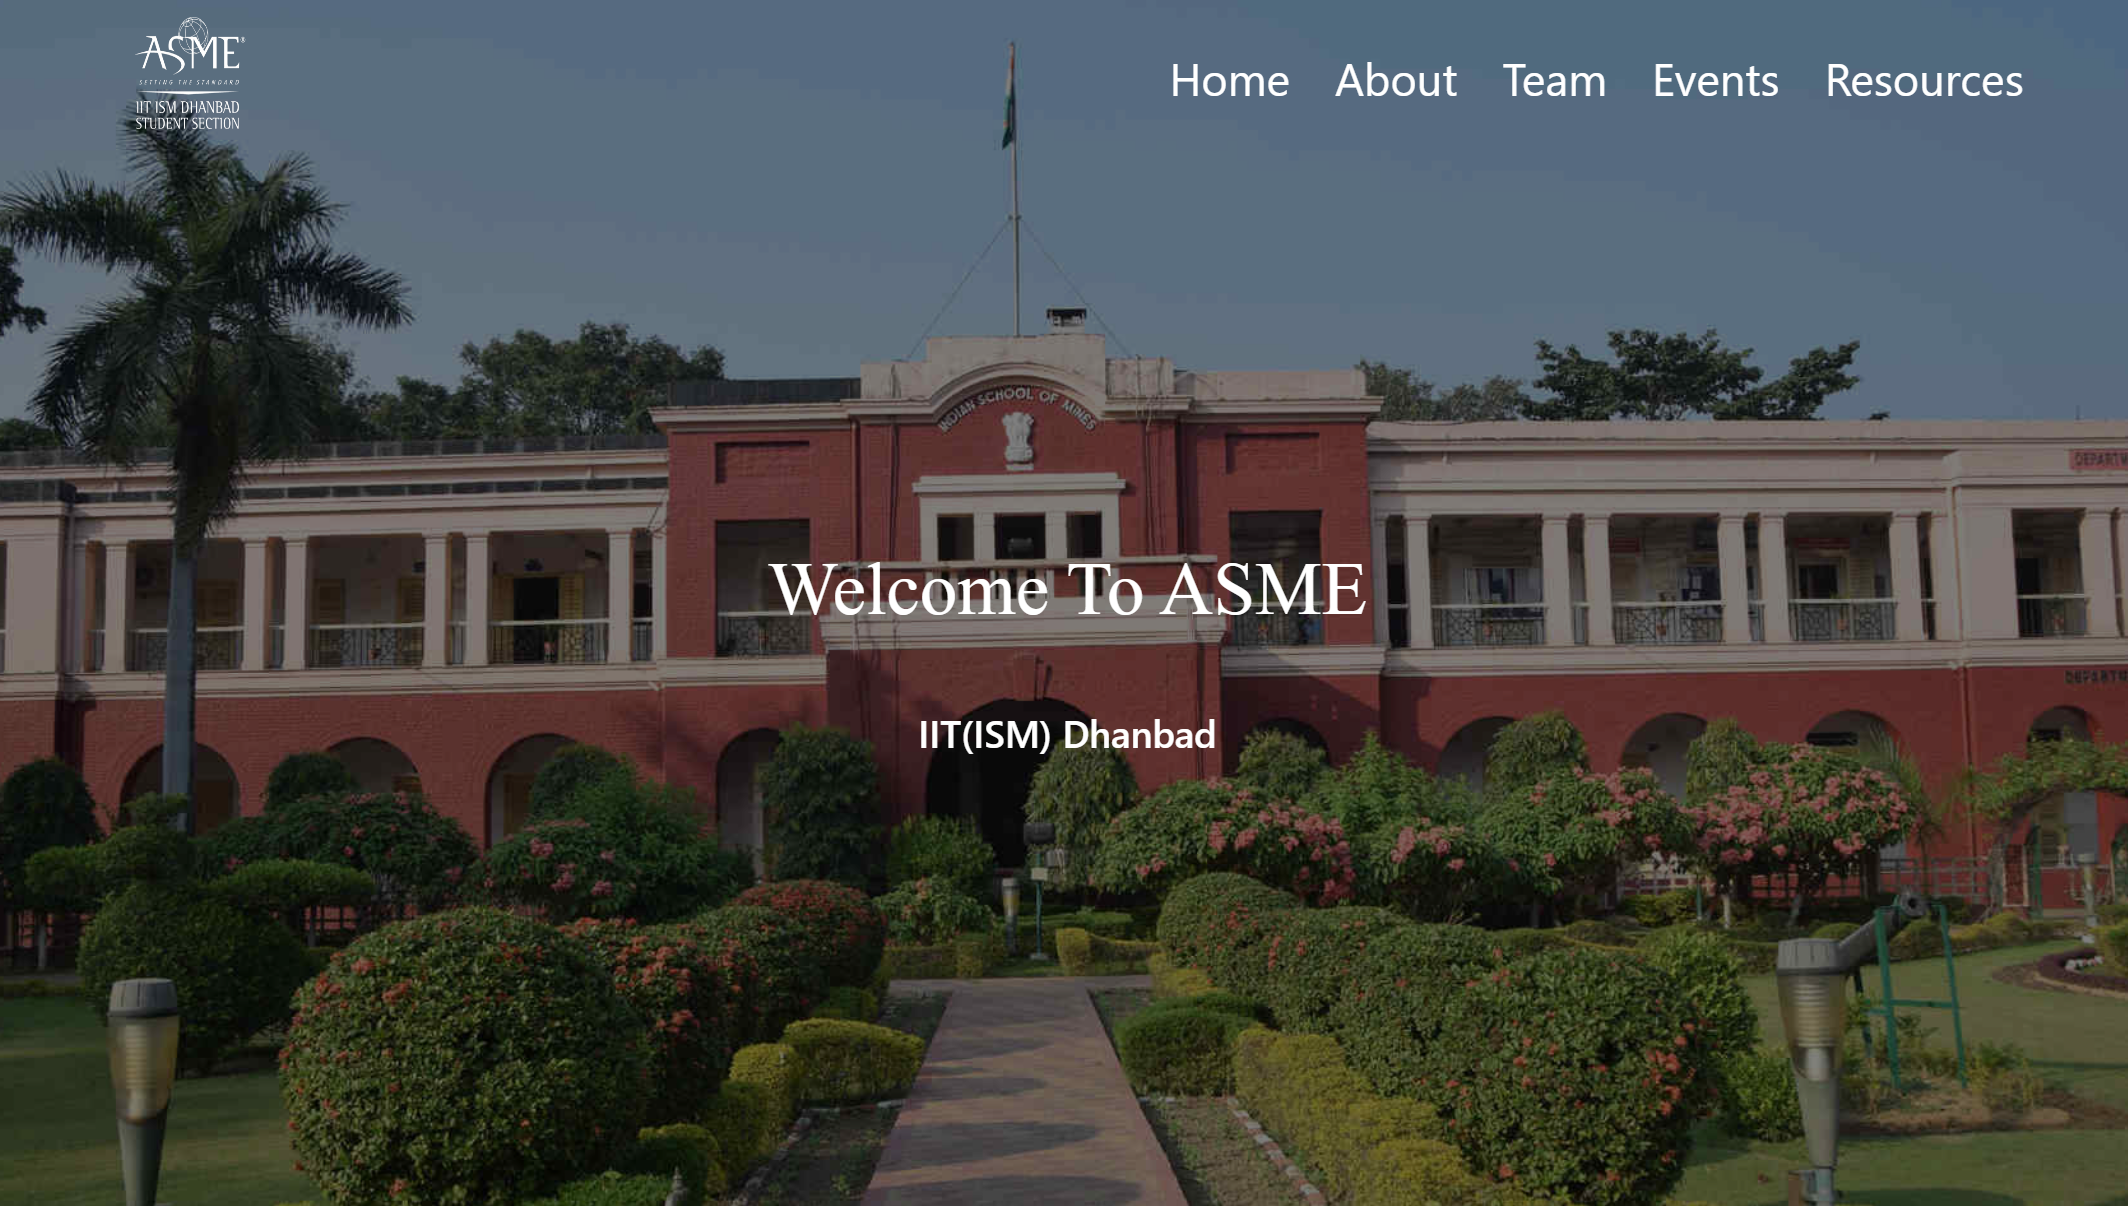 ASME®
SETTING THE STANDARD
IIT ISM DHANBAD
STUDENT SECTION
Home About Team Events Resources
INDIAN SCHOOL OF MINES
Welcome To ASME
IIT(ISM) Dhanbad